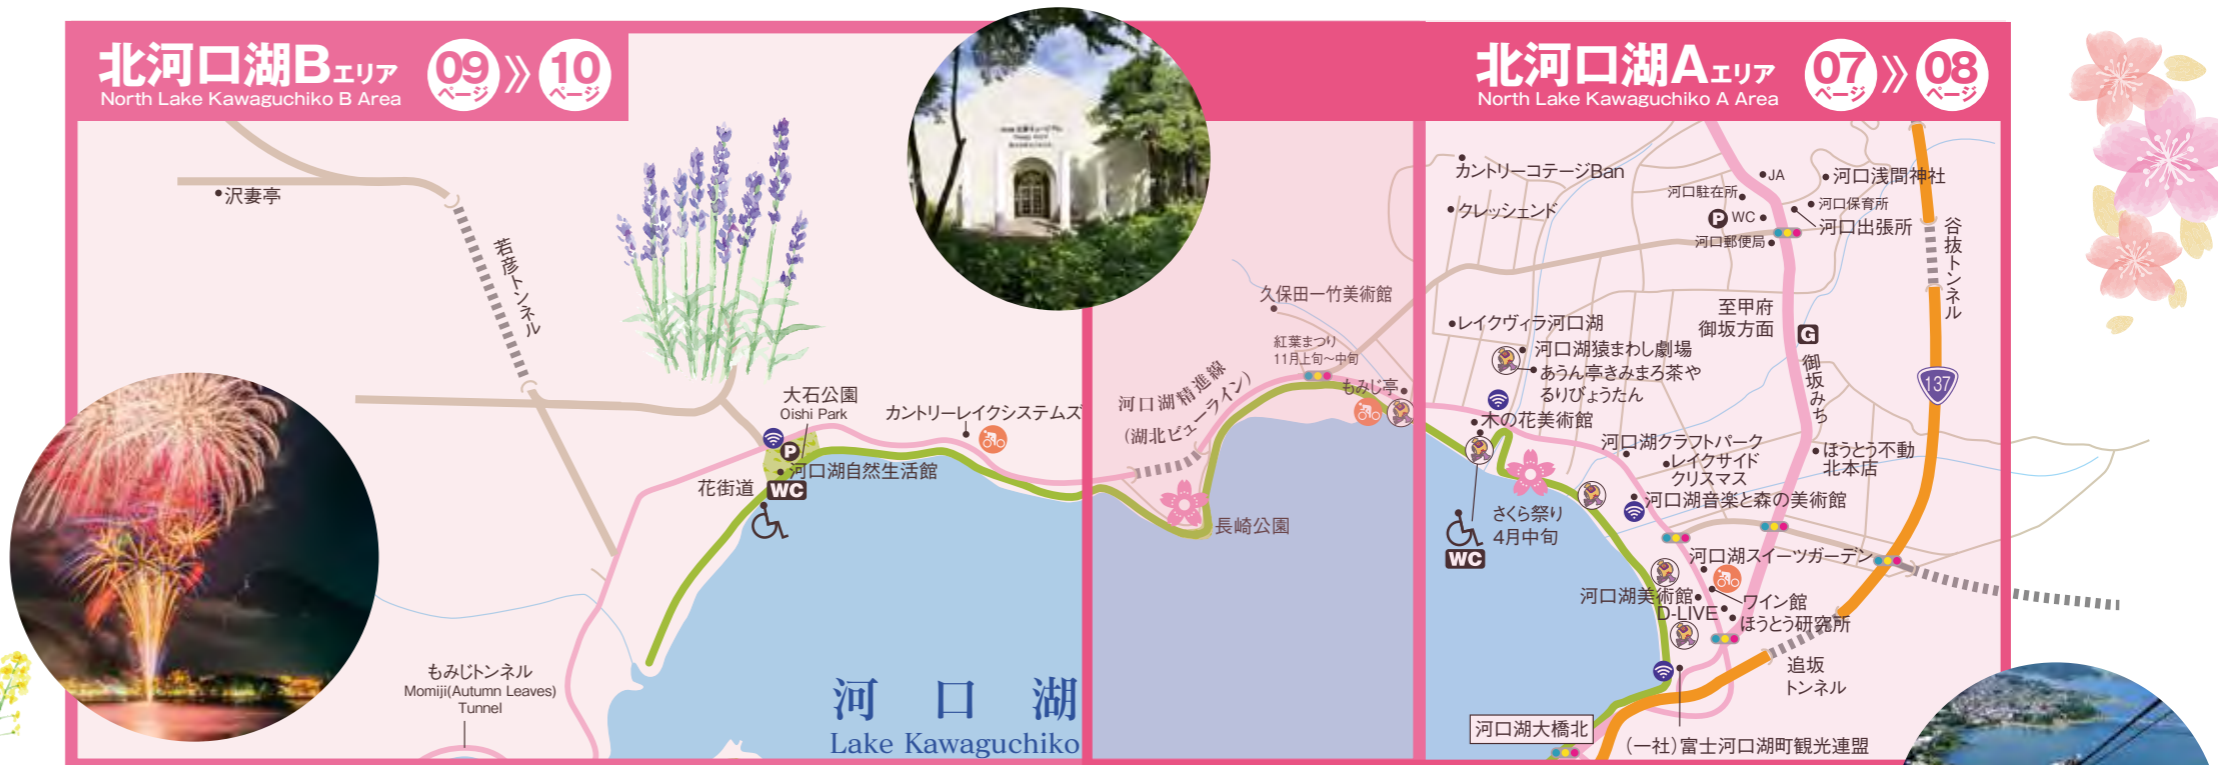 北河口湖Bエリア
North Lake Kawaguchiko B Area
09
ページ
10
ページ
北河口湖Aエリア
North Lake Kawaguchiko A Area
07
ページ
08
ページ
沢妻亭
若彦トンネル
大石公園
Oishi Park
カントリーレイクシステムズ
P
河口湖自然生活館
花街道
WC
もみじトンネル
Momiji(Autumn Leaves)
Tunnel
河口湖
Lake Kawaguchiko
久保田一竹美術館
紅葉まつり
11月上旬〜中旬
もみじ亭
河口湖精進線
(湖北ビューライン)
長崎公園
カントリーコテージBan
クレッシェンド
JA
河口浅間神社
河口駐在所
河口保育所
P WC
河口出張所
河口郵便局
谷抜トンネル
至甲府
御坂方面
G
御坂みち
137
レイクヴィラ河口湖
河口湖猿まわし劇場
あうん亭きみまろ茶や
るりびょうたん
木の花美術館
河口湖クラフトパーク
レイクサイド
クリスマス
ほうとう不動
北本店
河口湖音楽と森の美術館
さくら祭り
4月中旬
WC
河口湖スイーツガーデン
河口湖美術館
ワイン館
D-LIVE
ほうとう研究所
追坂
トンネル
河口湖大橋北
(一社)富士河口湖町観光連盟